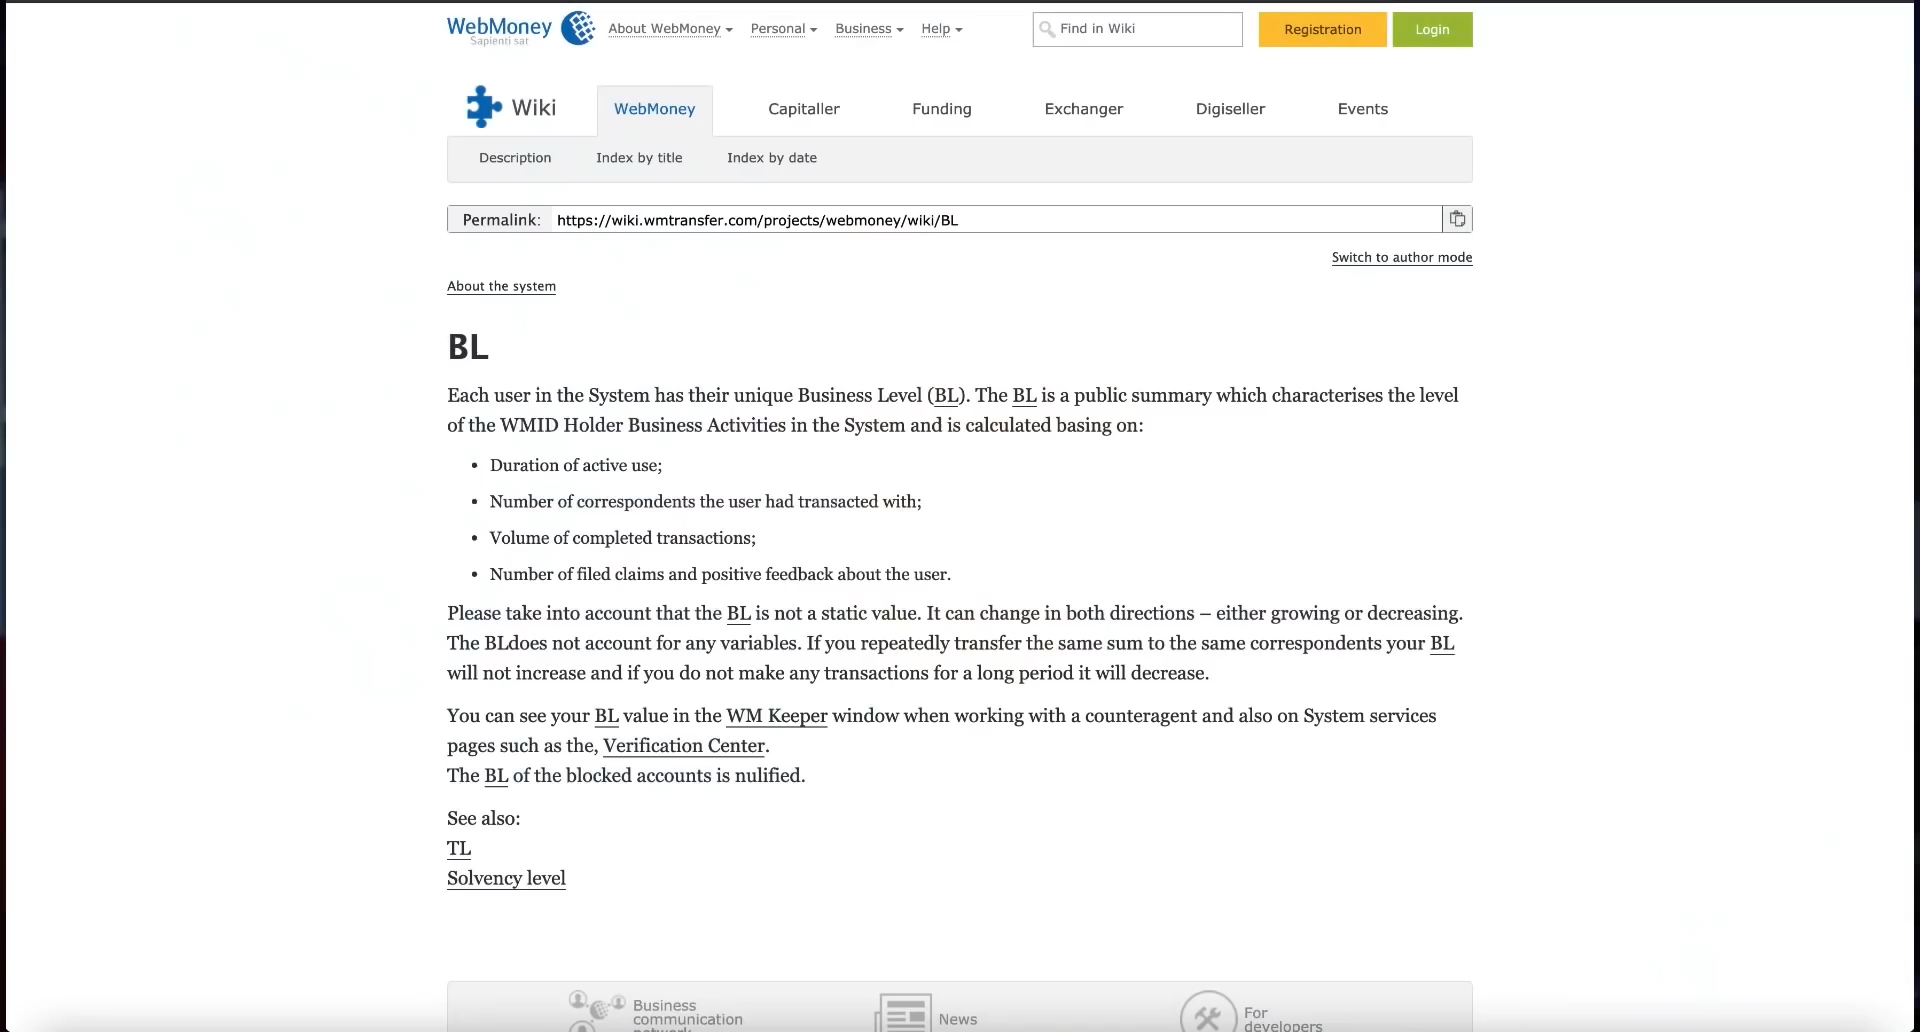 WebMoney
Sapienti sat
About WebMoney
Personal
Business
Help
Find in Wiki
Registration
Login
Wiki
WebMoney
Capitaller
Funding
Exchanger
Digiseller
Events
Description
Index by title
Index by date
Permalink: https://wiki.wmtransfer.com/projects/webmoney/wiki/BL
Switch to author mode
About the system
BL
Each user in the System has their unique Business Level (BL). The BL is a public summary which characterises the level
of the WMID Holder Business Activities in the System and is calculated basing on:
• Duration of active use;
• Number of correspondents the user had transacted with;
• Volume of completed transactions;
• Number of filed claims and positive feedback about the user.
Please take into account that the BL is not a static value. It can change in both directions – either growing or decreasing.
The BLdoes not account for any variables. If you repeatedly transfer the same sum to the same correspondents your BL
will not increase and if you do not make any transactions for a long period it will decrease.
You can see your BL value in the WM Keeper window when working with a counteragent and also on System services
pages such as the, Verification Center.
The BL of the blocked accounts is nulified.
See also:
TL
Solvency level
Business
communication
News
For
developers